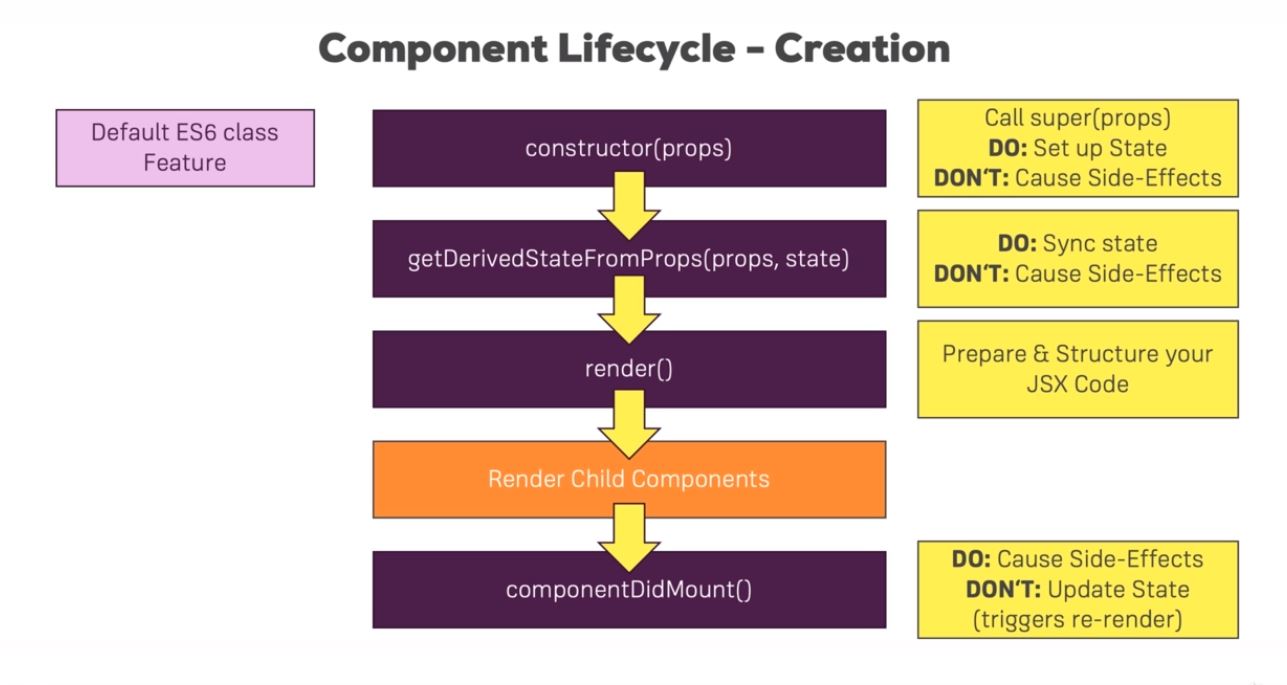 Component Lifecycle – Creation
Default ES6 class
Feature
constructor(props)
Call super(props)
DO: Set up State
DON‘T: Cause Side-Effects
getDerivedStateFromProps(props, state)
DO: Sync state
DON‘T: Cause Side-Effects
render()
Prepare & Structure your
JSX Code
Render Child Components
componentDidMount()
DO: Cause Side-Effects
DON‘T: Update State
(triggers re-render)